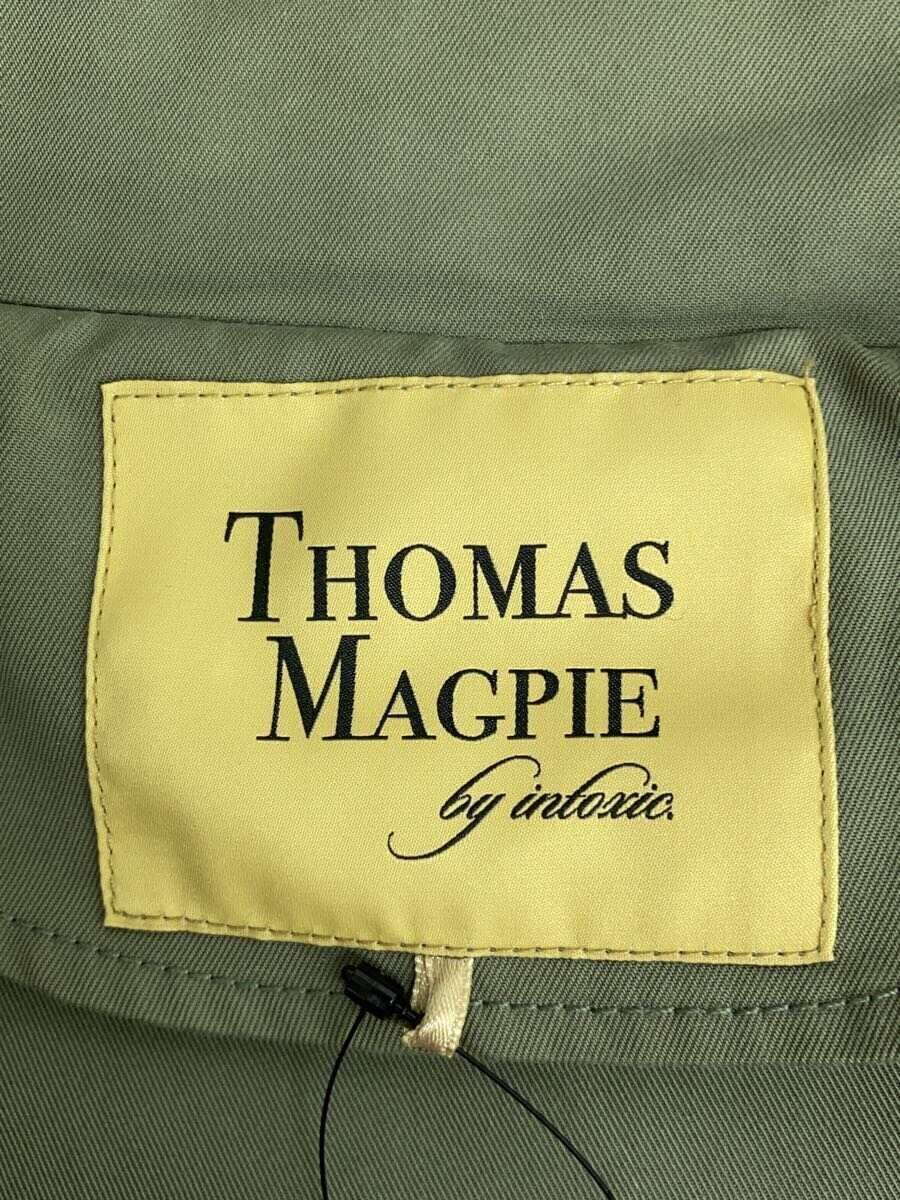 THOMAS
MAGPIE
by intoxic.